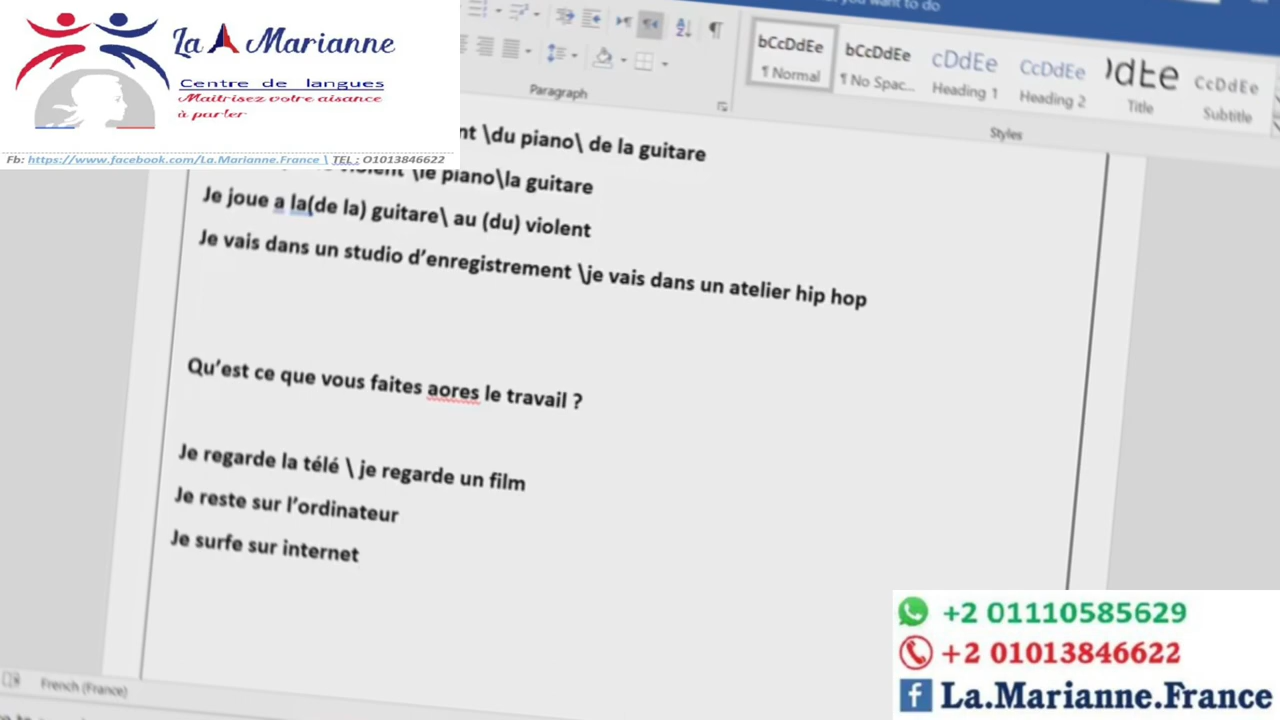 La Marianne
Centre de langues
Maîtrisez votre aisance
à parler
Fb: https://www.facebook.com/La.Marianne.France \ TEL : 01013846622
you want to do
Paragraph
bCcDdEe
¶ Normal
bCcDdEe
¶ No Spac...
cDdEe
Heading 1
CcDdEe
Heading 2
Title
CcDdEe
Subtitle
Styles
\du piano\ de la guitare
\le piano\la guitare
Je joue a la(de la) guitare\ au (du) violent
Je vais dans un studio d’enregistrement \je vais dans un atelier hip hop
Qu’est ce que vous faites aores le travail ?
Je regarde la télé \ je regarde un film
Je reste sur l’ordinateur
Je surfe sur internet
French (France)
+2 01110585629
+2 01013846622
La.Marianne.France